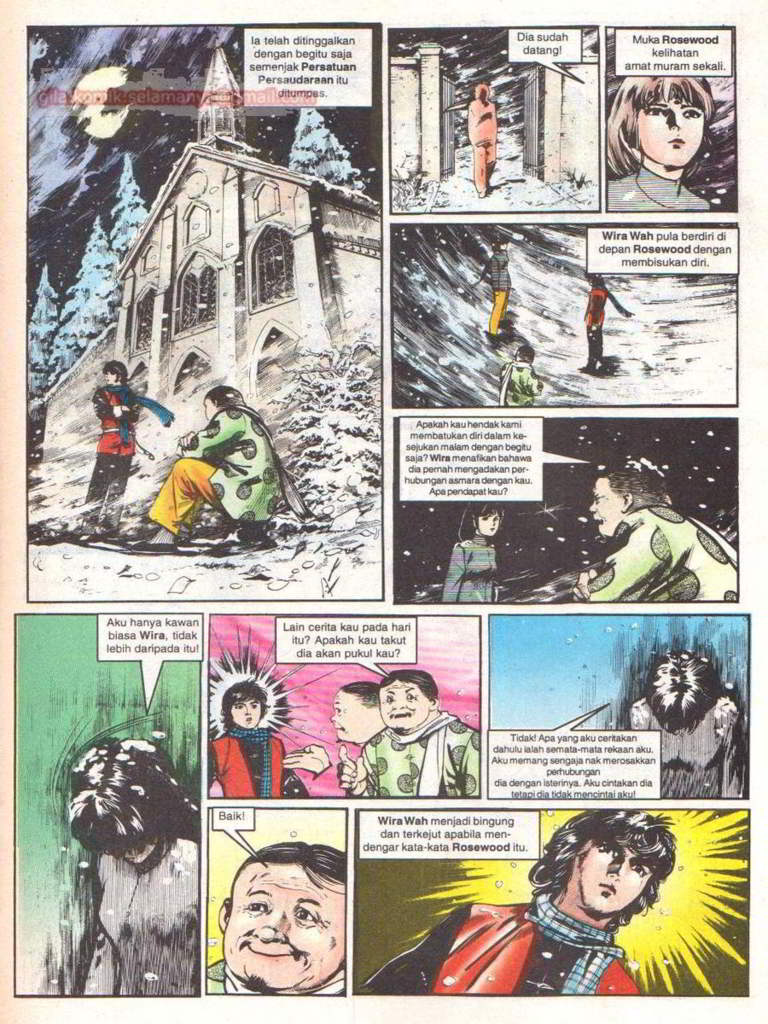 Ia telah ditinggalkan
dengan begitu saja
semenjak Persatuan
Persaudaraan itu
ditumpas.
gila.komik.selamanya@gmail.com
Dia sudah
datang!
Muka Rosewood
kelihatan
amat muram sekali.
Wira Wah pula berdiri di
depan Rosewood dengan
membisukan diri.
Apakah kau hendak kami
membatukan diri dalam ke-
sejukan malam dengan begitu
saja? Wira menafikan bahawa
dia pernah mengadakan per-
hubungan asmara dengan kau.
Apa pendapat kau?
Aku hanya kawan
biasa Wira, tidak
lebih daripada itu!
Lain cerita kau pada hari
itu? Apakah kau takut
dia akan pukul kau?
Tidak! Apa yang aku ceritakan
dahulu ialah semata-mata rekaan aku.
Aku memang sengaja nak merosakkan
perhubungan
dia dengan isterinya. Aku cintakan dia
tetapi dia tidak mencintai aku!
Baik!
Wira Wah menjadi bingung
dan terkejut apabila men-
dengar kata-kata Rosewood itu.